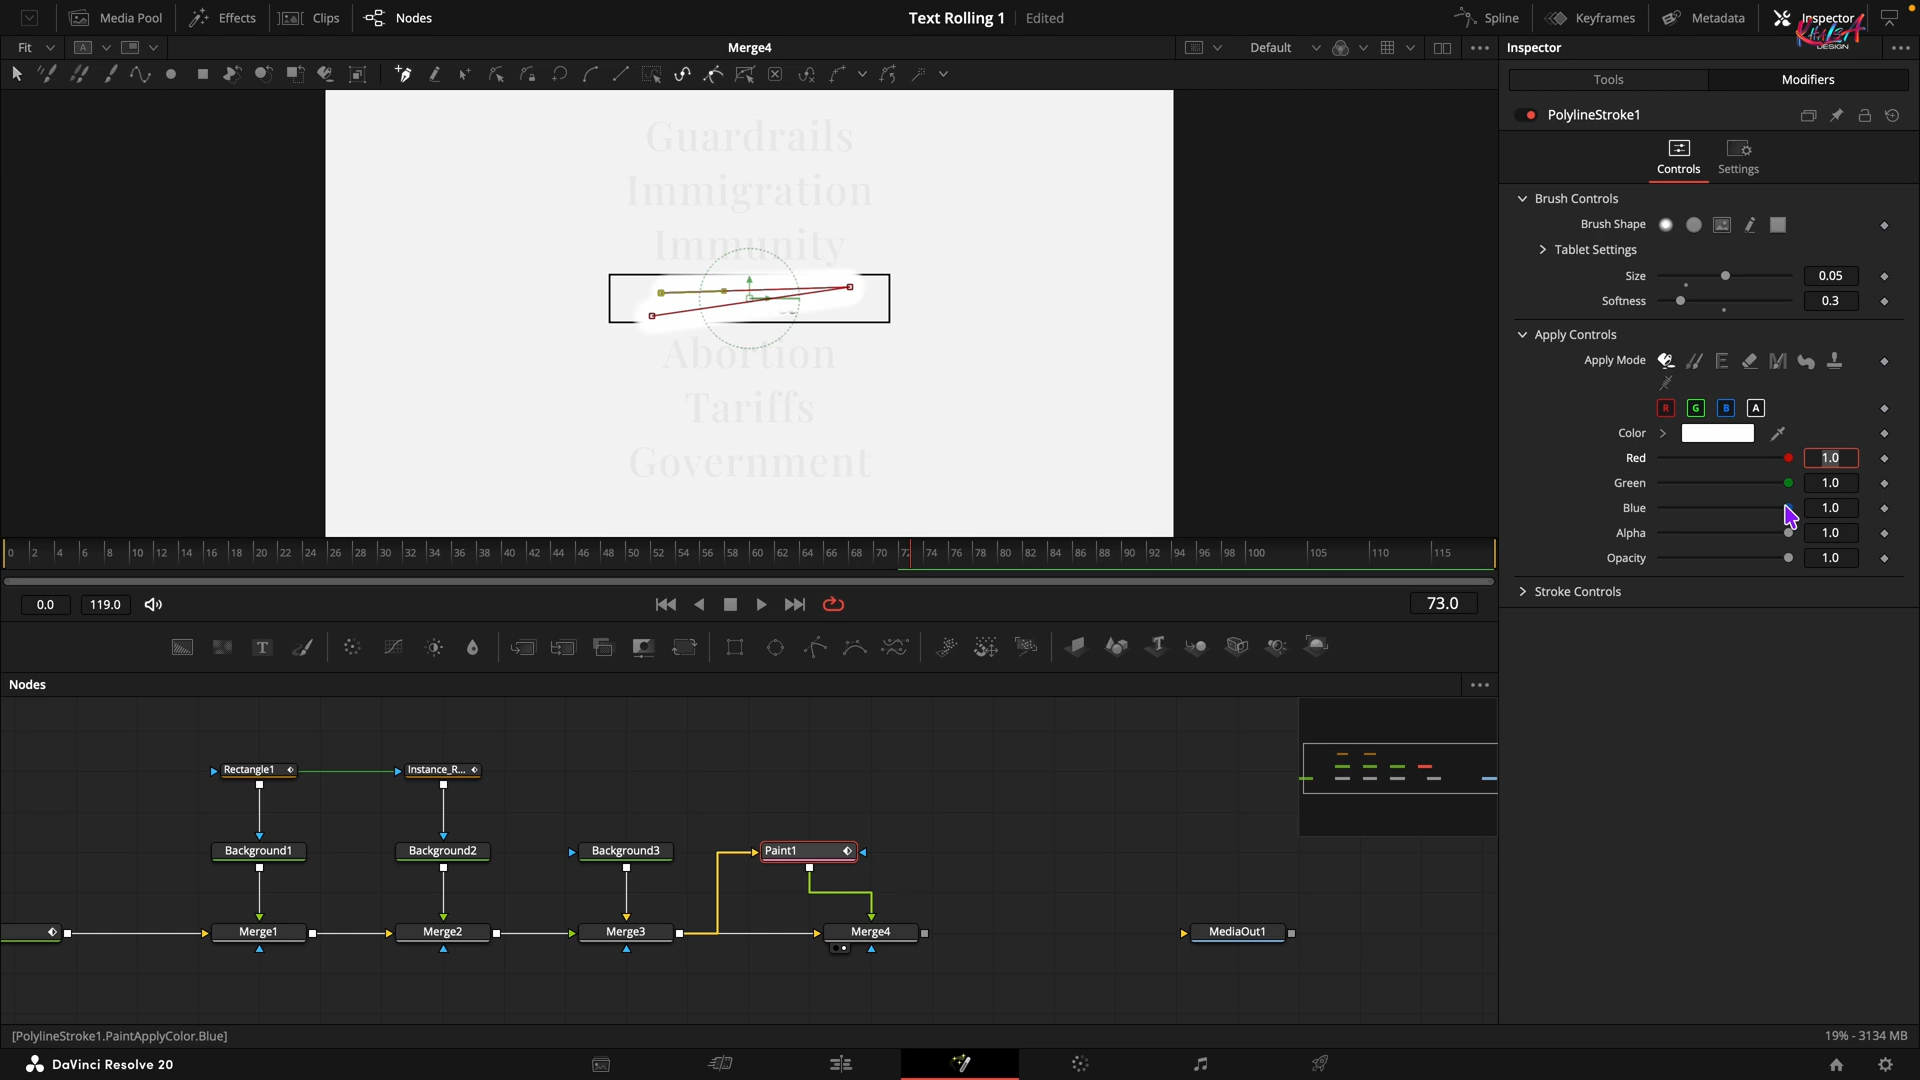 Media Pool Effects Clips Nodes Text Rolling 1 Edited Spline Keyframes Metadata Inspector
KHALSA DESIGN
Fit A Merge4 Default Inspector
Tools Modifiers
PolylineStroke1
Controls Settings
Brush Controls
Brush Shape
Tablet Settings
Size 0.05
Softness 0.3
Apply Controls
Apply Mode
R G B A
Color
Red 1.0
Green 1.0
Blue 1.0
Alpha 1.0
Opacity 1.0
Stroke Controls
Guardrails
Immigration
Immunity
Abortion
Tariffs
Government
0 2 4 6 8 10 12 14 16 18 20 22 24 26 28 30 32 34 36 38 40 42 44 46 48 50 52 54 56 58 60 62 64 66 68 70 72 74 76 78 80 82 84 86 88 90 92 94 96 98 100 105 110 115
0.0 119.0 73.0
Nodes
Rectangle1 Instance_R...
Background1 Background2 Background3 Paint1
Merge1 Merge2 Merge3 Merge4 MediaOut1
[PolylineStroke1.PaintApplyColor.Blue] 19% - 3134 MB
DaVinci Resolve 20